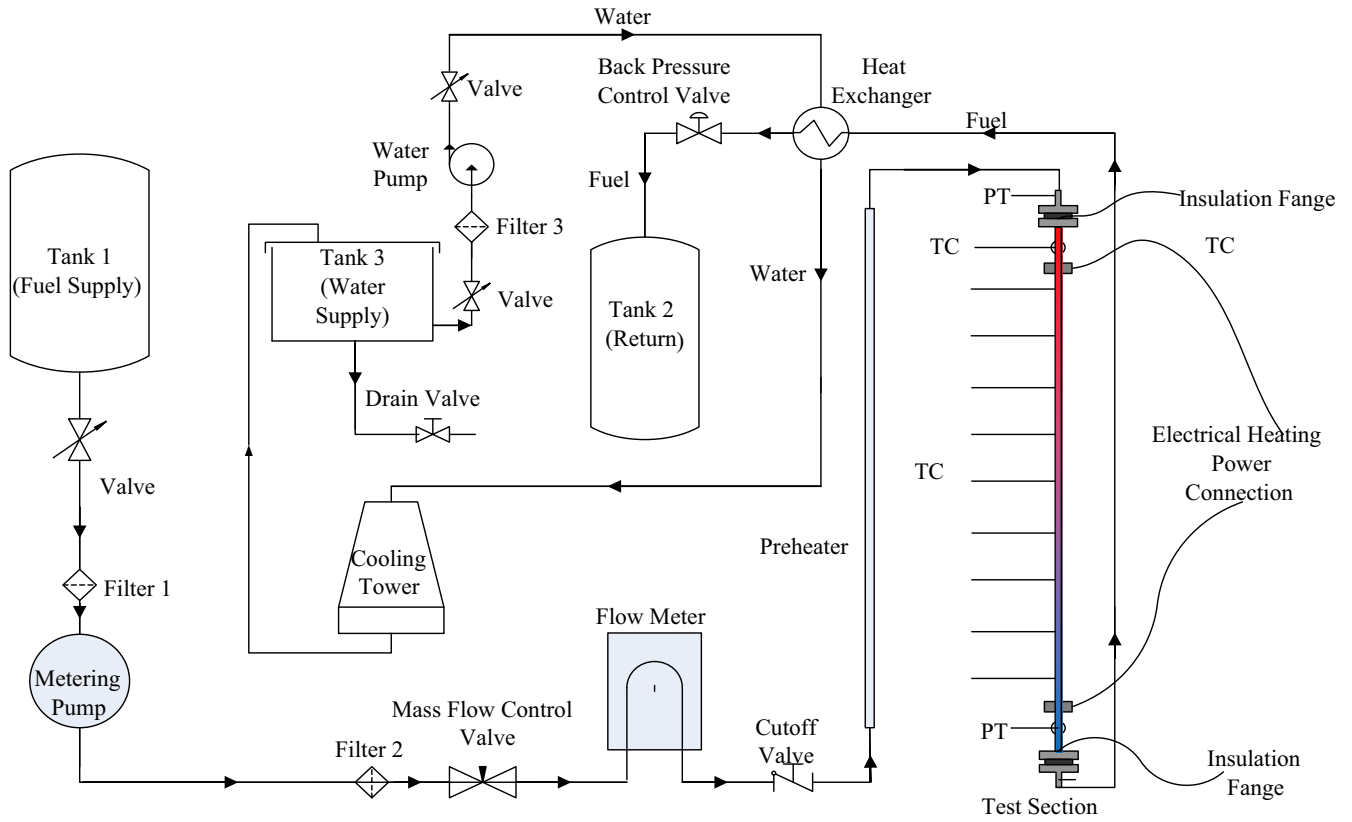 Water
Back Pressure
Control Valve
Heat
Exchanger
Valve
Fuel
Water
Pump
Fuel
PT
Insulation Fange
Filter 3
Tank 1
(Fuel Supply)
Tank 3
(Water
Supply)
TC
TC
Water
Valve
Tank 2
(Return)
Drain Valve
Electrical Heating
Power
Connection
TC
Valve
Preheater
Cooling
Tower
Filter 1
Flow Meter
Metering
Pump
Mass Flow Control
Valve
Cutoff
Valve
PT
Filter 2
Insulation
Fange
Test Section